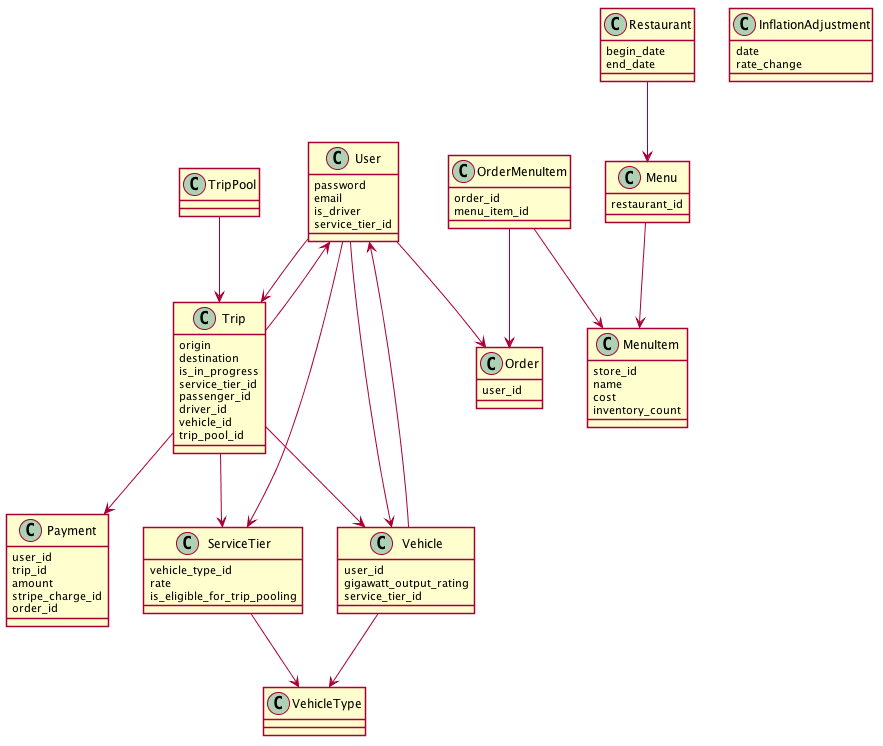 C Restaurant
begin_date
end_date
C InflationAdjustment
date
rate_change
C TripPool
C User
password
email
is_driver
service_tier_id
C OrderMenuItem
order_id
menu_item_id
C Menu
restaurant_id
C Trip
origin
destination
is_in_progress
service_tier_id
passenger_id
driver_id
vehicle_id
trip_pool_id
C Order
user_id
C MenuItem
store_id
name
cost
inventory_count
C Payment
user_id
trip_id
amount
stripe_charge_id
order_id
C ServiceTier
vehicle_type_id
rate
is_eligible_for_trip_pooling
C Vehicle
user_id
gigawatt_output_rating
service_tier_id
C VehicleType